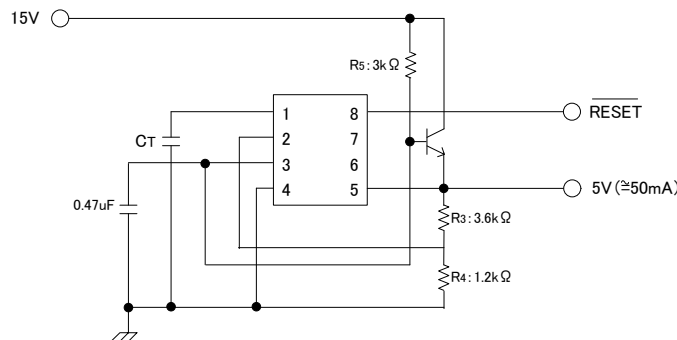 15V
R5:3kΩ
1 8
RESET
CT
2 7
3 6
4 5
5V(≅50mA)
0.47uF
R3:3.6kΩ
R4:1.2kΩ